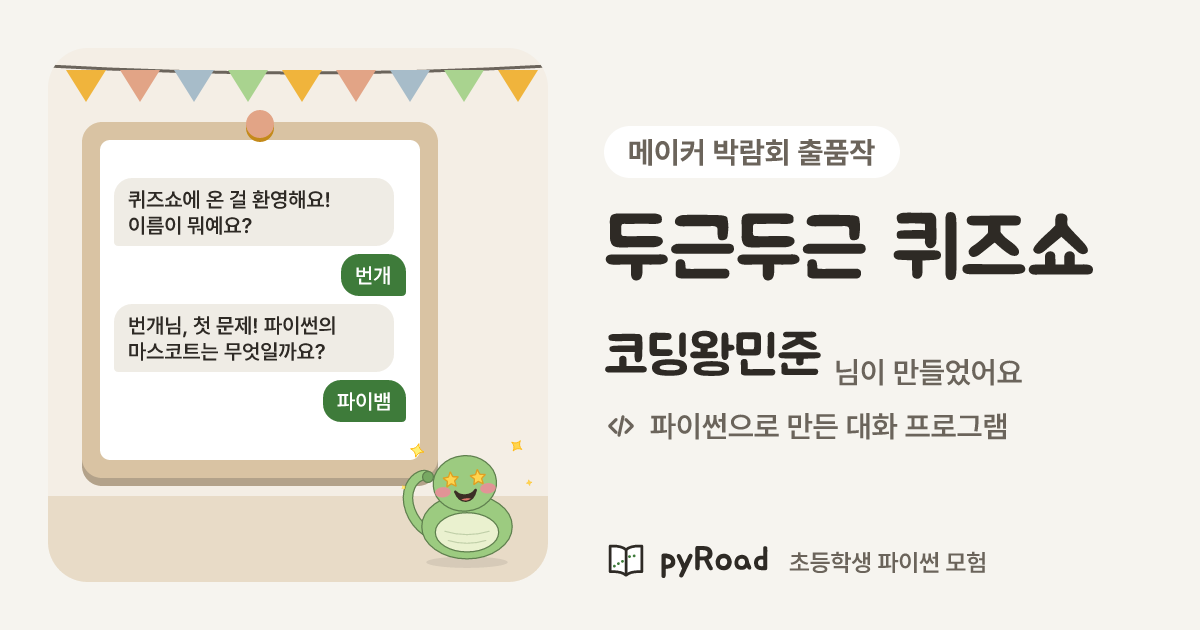 퀴즈쇼에 온 걸 환영해요!
이름이 뭐예요?
번개
번개님, 첫 문제! 파이썬의
마스코트는 무엇일까요?
파이뱀
메이커 박람회 출품작
두근두근 퀴즈쇼
코딩왕민준 님이 만들었어요
</> 파이썬으로 만든 대화 프로그램
pyRoad 초등학생 파이썬 모험